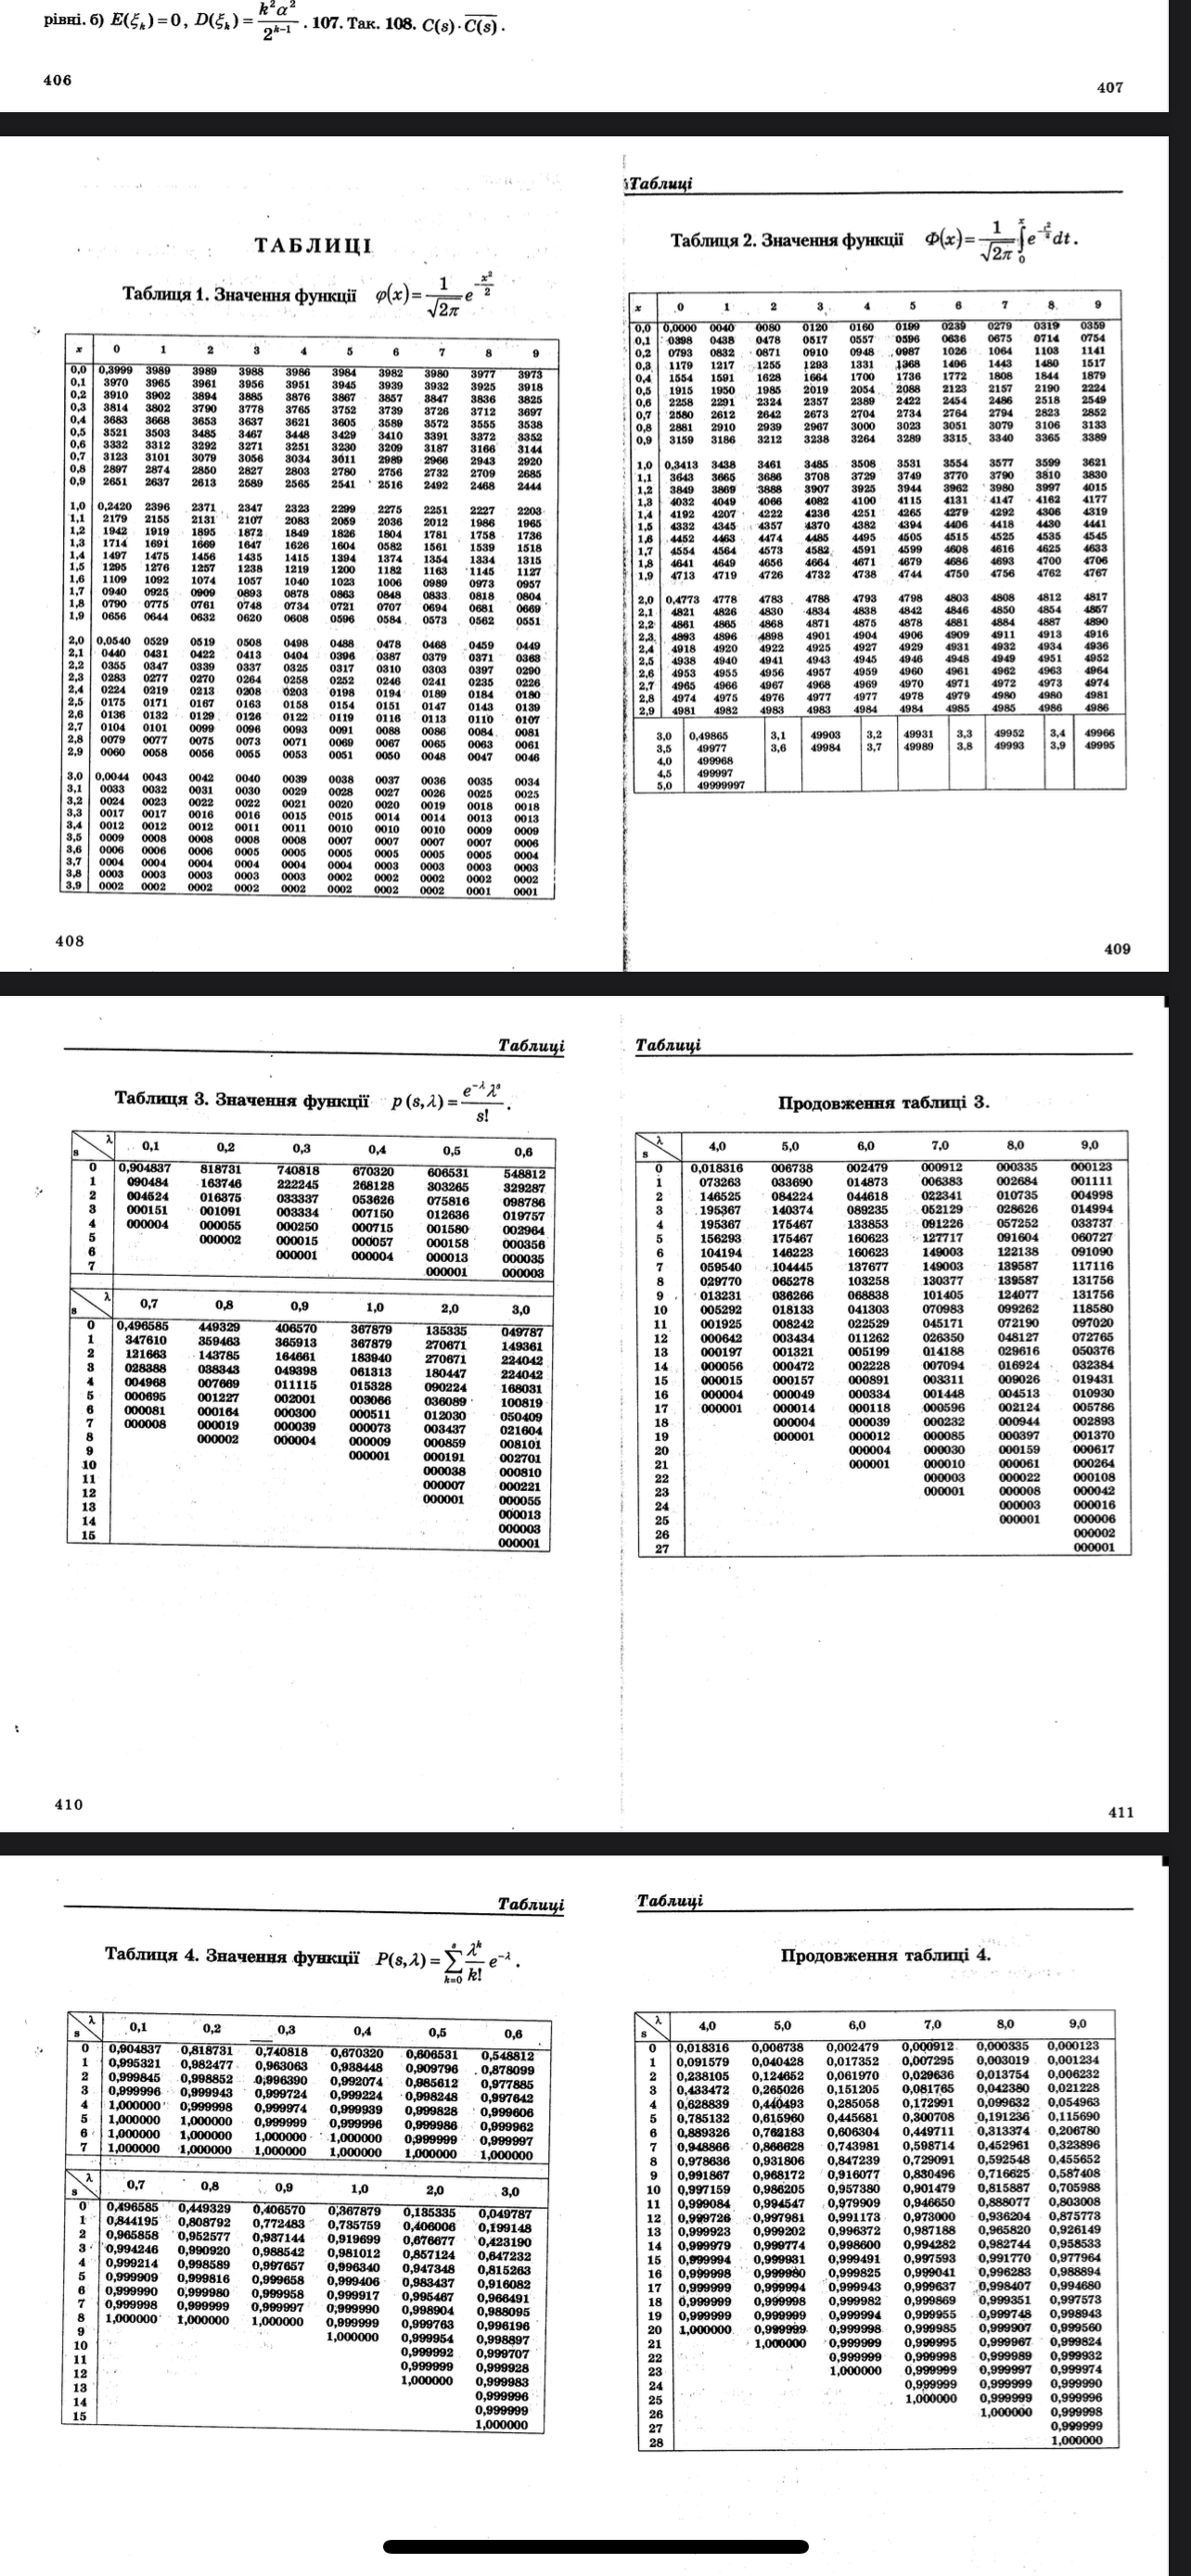 рівні. б) E(ξₖ)=0, D(ξₖ)=k²α²/2ᵏ⁻¹. 107. Так. 108. C(s)·C̅(̅s̅)̅.
406
407
ТАБЛИЦІ
Таблиця 1. Значення функції φ(x)=1/√2π e^(-x²/2)
x 0 1 2 3 4 5 6 7 8 9
0,0 0,3999 3989 3989 3988 3986 3984 3982 3980 3977 3973
0,1 3970 3965 3961 3956 3951 3945 3939 3932 3925 3918
0,2 3910 3902 3894 3885 3876 3867 3857 3847 3836 3825
0,3 3814 3802 3790 3778 3765 3752 3739 3726 3712 3697
0,4 3683 3668 3653 3637 3621 3605 3589 3572 3555 3538
0,5 3521 3503 3485 3467 3448 3429 3410 3391 3372 3352
0,6 3332 3312 3292 3271 3251 3230 3209 3187 3166 3144
0,7 3123 3101 3079 3056 3034 3011 2989 2966 2943 2920
0,8 2897 2874 2850 2827 2803 2780 2756 2732 2709 2685
0,9 2651 2637 2613 2589 2565 2541 2516 2492 2468 2444
1,0 0,2420 2396 2371 2347 2323 2299 2275 2251 2227 2203
1,1 2179 2155 2131 2107 2083 2059 2036 2012 1986 1965
1,2 1942 1919 1895 1872 1849 1826 1804 1781 1758 1736
1,3 1714 1691 1669 1647 1626 1604 0582 1561 1539 1518
1,4 1497 1475 1456 1435 1415 1394 1374 1354 1334 1315
1,5 1295 1276 1257 1238 1219 1200 1182 1163 1145 1127
1,6 1109 1092 1074 1057 1040 1023 1006 0989 0973 0957
1,7 0940 0925 0909 0893 0878 0863 0848 0833 0818 0804
1,8 0790 0775 0761 0748 0734 0721 0707 0694 0681 0669
1,9 0656 0644 0632 0620 0608 0596 0584 0573 0562 0551
2,0 0,0540 0529 0519 0508 0498 0488 0478 0468 0459 0449
2,1 0440 0431 0422 0413 0404 0396 0387 0379 0371 0363
2,2 0355 0347 0339 0337 0325 0317 0310 0303 0397 0290
2,3 0283 0277 0270 0264 0258 0252 0246 0241 0235 0226
2,4 0224 0219 0213 0208 0203 0198 0194 0189 0184 0180
2,5 0175 0171 0167 0163 0158 0154 0151 0147 0143 0139
2,6 0136 0132 0129 0126 0122 0119 0116 0113 0110 0107
2,7 0104 0101 0099 0096 0093 0091 0088 0086 0084 0081
2,8 0079 0077 0075 0073 0071 0069 0067 0065 0063 0061
2,9 0060 0058 0056 0055 0053 0051 0050 0048 0047 0046
3,0 0,0044 0043 0042 0040 0039 0038 0037 0036 0035 0034
3,1 0033 0032 0031 0030 0029 0028 0027 0026 0025 0025
3,2 0024 0023 0022 0022 0021 0020 0020 0019 0018 0018
3,3 0017 0017 0016 0016 0015 0015 0014 0014 0013 0013
3,4 0012 0012 0012 0011 0011 0010 0010 0010 0009 0009
3,5 0009 0008 0008 0008 0008 0007 0007 0007 0007 0006
3,6 0006 0006 0006 0005 0005 0005 0005 0005 0005 0004
3,7 0004 0004 0004 0004 0004 0004 0003 0003 0003 0003
3,8 0003 0003 0003 0003 0003 0002 0002 0002 0002 0002
3,9 0002 0002 0002 0002 0002 0002 0002 0002 0001 0001
408
Таблиці
Таблиця 2. Значення функції Φ(x)=1/√2π ∫₀ˣ e^(-t²/2) dt.
x 0 1 2 3 4 5 6 7 8 9
0,0 0,0000 0040 0080 0120 0160 0199 0239 0279 0319 0359
0,1 0398 0438 0478 0517 0557 0596 0636 0675 0714 0754
0,2 0793 0832 0871 0910 0948 0987 1026 1064 1103 1141
0,3 1179 1217 1255 1293 1331 1368 1406 1443 1480 1517
0,4 1554 1591 1628 1664 1700 1736 1772 1808 1844 1879
0,5 1915 1950 1985 2019 2054 2088 2123 2157 2190 2224
0,6 2258 2291 2324 2357 2389 2422 2454 2486 2518 2549
0,7 2580 2612 2642 2673 2704 2734 2764 2794 2823 2852
0,8 2881 2910 2939 2967 3000 3023 3051 3079 3106 3133
0,9 3159 3186 3212 3238 3264 3289 3315 3340 3365 3389
1,0 0,3413 3438 3461 3485 3508 3531 3554 3577 3599 3621
1,1 3643 3665 3686 3708 3729 3749 3770 3790 3810 3830
1,2 3849 3869 3888 3907 3925 3944 3962 3980 3997 4015
1,3 4032 4049 4066 4082 4100 4115 4131 4147 4162 4177
1,4 4192 4207 4222 4236 4251 4265 4279 4292 4306 4319
1,5 4332 4345 4357 4370 4382 4394 4406 4418 4430 4441
1,6 4452 4463 4474 4485 4495 4505 4515 4525 4535 4545
1,7 4554 4564 4573 4582 4591 4599 4608 4616 4625 4633
1,8 4641 4649 4656 4664 4671 4679 4686 4693 4700 4706
1,9 4713 4719 4726 4732 4738 4744 4750 4756 4762 4767
2,0 0,4773 4778 4783 4788 4793 4798 4803 4808 4812 4817
2,1 4821 4826 4830 4834 4838 4842 4846 4850 4854 4857
2,2 4861 4865 4868 4871 4875 4878 4881 4884 4887 4890
2,3 4893 4896 4898 4901 4904 4906 4909 4911 4913 4916
2,4 4918 4920 4922 4925 4927 4929 4931 4932 4934 4936
2,5 4938 4940 4941 4943 4945 4946 4948 4949 4951 4952
2,6 4953 4955 4956 4957 4959 4960 4961 4962 4963 4964
2,7 4965 4966 4967 4968 4969 4970 4971 4972 4973 4974
2,8 4974 4975 4976 4977 4977 4978 4979 4980 4980 4981
2,9 4981 4982 4983 4983 4984 4984 4985 4985 4986 4986
3,0 0,49865 3,1 49903 3,2 49931 3,3 49952 3,4 49966
3,5 49977 3,6 49984 3,7 49989 3,8 49993 3,9 49995
4,0 499968
4,5 499997
5,0 49999997
409
Таблиці
Таблиця 3. Значення функції p(s,λ)=e^(-λ)λˢ/s!.
s λ 0,1 0,2 0,3 0,4 0,5 0,6
0 0,904837 818731 740818 670320 606531 548812
1 090484 163746 222245 268128 303265 329287
2 004524 016375 033337 053626 075816 098786
3 000151 001091 003334 007150 012636 019757
4 000004 000055 000250 000715 001580 002964
5 000002 000015 000057 000158 000356
6 000001 000004 000013 000035
7 000001 000003
s λ 0,7 0,8 0,9 1,0 2,0 3,0
0 0,496585 449329 406570 367879 135335 049787
1 347610 359463 365913 367879 270671 149361
2 121663 143785 164661 183940 270671 224042
3 028388 038343 049398 061313 180447 224042
4 004968 007669 011115 015328 090224 168031
5 000695 001227 002001 003066 036089 100819
6 000081 000164 000300 000511 012030 050409
7 000008 000019 000039 000073 003437 021604
8 000002 000004 000009 000859 008101
9 000001 000191 002701
10 000038 000810
11 000007 000221
12 000001 000055
13 000013
14 000003
15 000001
410
Таблиці
Продовження таблиці 3.
s λ 4,0 5,0 6,0 7,0 8,0 9,0
0 0,018316 006738 002479 000912 000335 000123
1 073263 033690 014873 006383 002684 001111
2 146525 084224 044618 022341 010735 004998
3 195367 140374 089235 052129 028626 014994
4 195367 175467 133853 091226 057252 033737
5 156293 175467 160623 127717 091604 060727
6 104194 146223 160623 149003 122138 091090
7 059540 104445 137677 149003 139587 117116
8 029770 065278 103258 130377 139587 131756
9 013231 036266 068838 101405 124077 131756
10 005292 018133 041303 070983 099262 118580
11 001925 008242 022529 045171 072190 097020
12 000642 003434 011262 026350 048127 072765
13 000197 001321 005199 014188 029616 050376
14 000056 000472 002228 007094 016924 032384
15 000015 000157 000891 003311 009026 019431
16 000004 000049 000334 001448 004513 010930
17 000001 000014 000118 000596 002124 005786
18 000004 000039 000232 000944 002893
19 000001 000012 000085 000397 001370
20 000004 000030 000159 000617
21 000001 000010 000061 000264
22 000003 000022 000108
23 000001 000008 000042
24 000003 000016
25 000001 000006
26 000002
27 000001
411
Таблиці
Таблиця 4. Значення функції P(s,λ)=∑ₖ₌₀ˢ λᵏ/k! e^(-λ).
s λ 0,1 0,2 0,3 0,4 0,5 0,6
0 0,904837 0,818731 0,740818 0,670320 0,606531 0,548812
1 0,995321 0,982477 0,963063 0,938448 0,909796 0,878099
2 0,999845 0,998852 0,996390 0,992074 0,985612 0,977885
3 0,999996 0,999943 0,999724 0,999224 0,998248 0,997642
4 1,000000 0,999998 0,999974 0,999939 0,999828 0,999606
5 1,000000 1,000000 0,999999 0,999996 0,999986 0,999962
6 1,000000 1,000000 1,000000 1,000000 0,999999 0,999997
7 1,000000 1,000000 1,000000 1,000000 1,000000 1,000000
s λ 0,7 0,8 0,9 1,0 2,0 3,0
0 0,496585 0,449329 0,406570 0,367879 0,135335 0,049787
1 0,844195 0,808792 0,772483 0,735759 0,406006 0,199148
2 0,965858 0,952577 0,937144 0,919699 0,676677 0,423190
3 0,994246 0,990920 0,988542 0,981012 0,857124 0,647232
4 0,999214 0,998589 0,997657 0,996340 0,947348 0,815263
5 0,999909 0,999816 0,999658 0,999406 0,983437 0,916082
6 0,999990 0,999980 0,999958 0,999917 0,995467 0,966491
7 0,999998 0,999999 0,999997 0,999990 0,998904 0,988095
8 1,000000 1,000000 1,000000 0,999999 0,999763 0,996196
9 1,000000 0,999954 0,998897
10 0,999992 0,999707
11 0,999999 0,999928
12 1,000000 0,999983
13 0,999996
14 0,999999
15 1,000000
Таблиці
Продовження таблиці 4.
s λ 4,0 5,0 6,0 7,0 8,0 9,0
0 0,018316 0,006738 0,002479 0,000912 0,000335 0,000123
1 0,091579 0,040428 0,017352 0,007295 0,003019 0,001234
2 0,238105 0,124652 0,061970 0,029636 0,013754 0,006232
3 0,433472 0,265026 0,151205 0,081765 0,042380 0,021228
4 0,628839 0,440493 0,285058 0,172991 0,099632 0,054963
5 0,785132 0,615960 0,445681 0,300708 0,191236 0,115690
6 0,889326 0,762183 0,606304 0,449711 0,313374 0,206780
7 0,948866 0,866628 0,743981 0,598714 0,452961 0,323896
8 0,978636 0,931806 0,847239 0,729091 0,592548 0,455652
9 0,991867 0,968172 0,916077 0,830496 0,716625 0,587408
10 0,997159 0,986205 0,957380 0,901479 0,815887 0,705988
11 0,999084 0,994547 0,979909 0,946650 0,888077 0,803008
12 0,999726 0,997981 0,991173 0,973000 0,936204 0,875773
13 0,999923 0,999202 0,996372 0,987188 0,965820 0,926149
14 0,999979 0,999774 0,998600 0,994282 0,982744 0,958533
15 0,999994 0,999931 0,999491 0,997593 0,991770 0,977964
16 0,999998 0,999980 0,999825 0,999041 0,996283 0,988894
17 0,999999 0,999994 0,999943 0,999637 0,998407 0,994680
18 0,999999 0,999998 0,999982 0,999869 0,999351 0,997573
19 0,999999 0,999999 0,999994 0,999955 0,999748 0,998943
20 1,000000 0,999999 0,999998 0,999985 0,999907 0,999560
21 1,000000 0,999999 0,999995 0,999967 0,999824
22 0,999999 0,999998 0,999989 0,999932
23 1,000000 0,999999 0,999997 0,999974
24 0,999999 0,999999 0,999990
25 1,000000 0,999999 0,999996
26 1,000000 0,999998
27 0,999999
28 1,000000